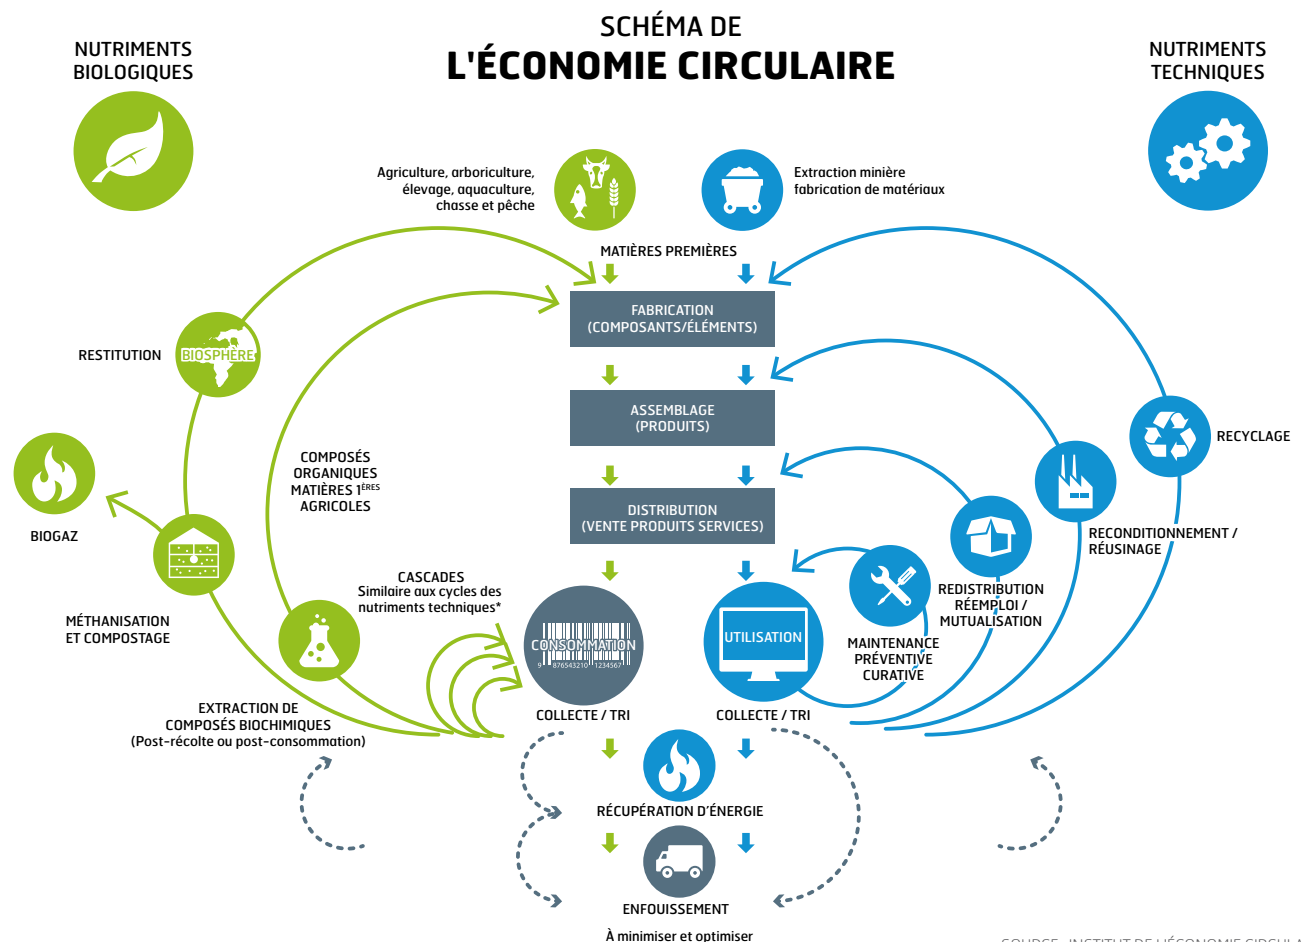 SCHÉMA DE
L'ÉCONOMIE CIRCULAIRE
NUTRIMENTS
BIOLOGIQUES
NUTRIMENTS
TECHNIQUES
Agriculture, arboriculture,
élevage, aquaculture,
chasse et pêche
Extraction minière
fabrication de matériaux
MATIÈRES PREMIÈRES
FABRICATION
(COMPOSANTS/ÉLÉMENTS)
RESTITUTION
BIOSPHÈRE
ASSEMBLAGE
(PRODUITS)
RECYCLAGE
COMPOSÉS
ORGANIQUES
MATIÈRES 1ÈRES
AGRICOLES
DISTRIBUTION
(VENTE PRODUITS SERVICES)
BIOGAZ
RECONDITIONNEMENT /
RÉUSINAGE
CASCADES
Similaire aux cycles des
nutriments techniques*
REDISTRIBUTION
RÉEMPLOI /
MUTUALISATION
MÉTHANISATION
ET COMPOSTAGE
CONSOMMATION
9 876543210 1234567
UTILISATION
MAINTENANCE
PRÉVENTIVE
CURATIVE
EXTRACTION DE
COMPOSÉS BIOCHIMIQUES
(Post-récolte ou post-consommation)
COLLECTE / TRI
COLLECTE / TRI
RÉCUPÉRATION D'ÉNERGIE
ENFOUISSEMENT
À minimiser et optimiser